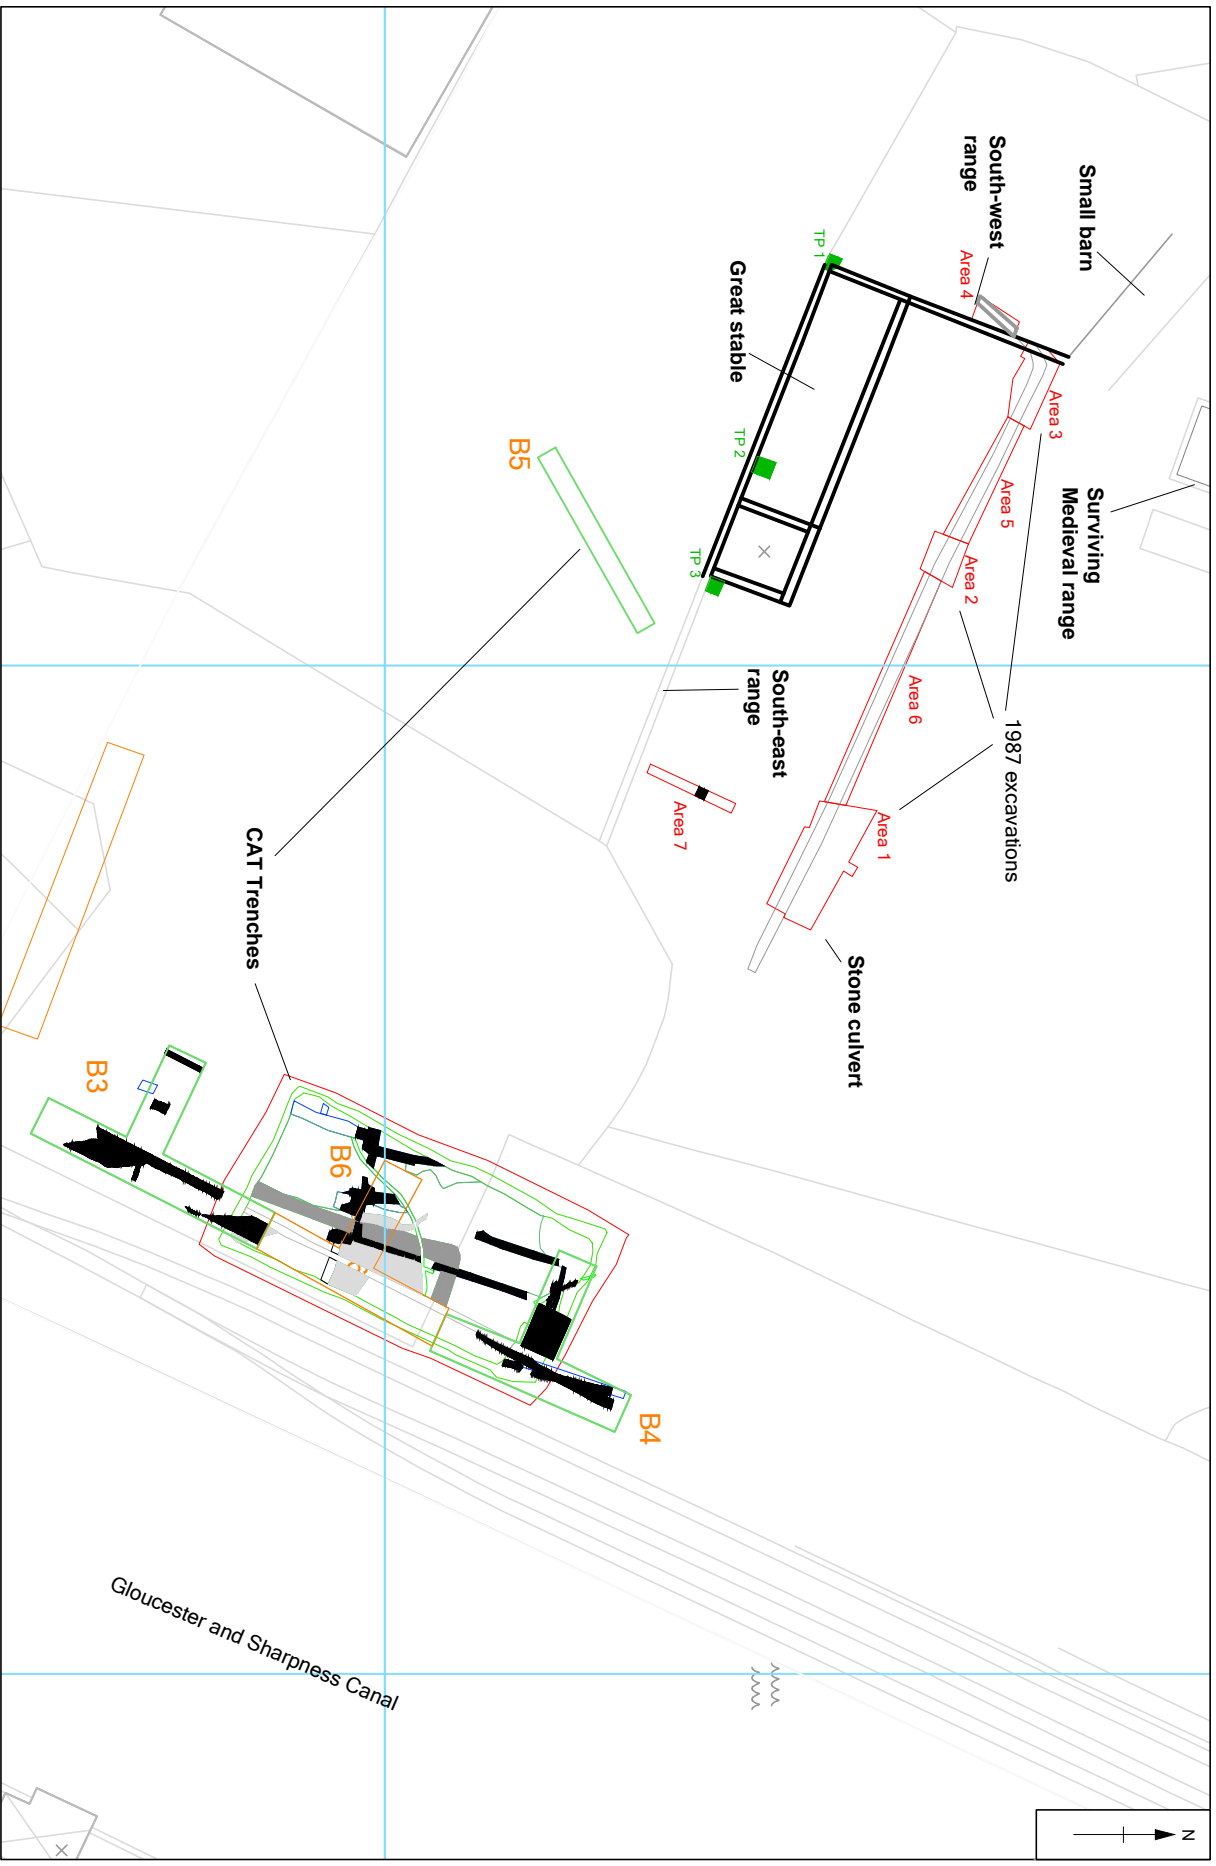 Small barn
South-west
range
Area 4
TP 1
Great stable
Area 3
Surviving
Medieval range
Area 5
TP 2
Area 2
TP 3
B5
Area 6
South-east
range
1987 excavations
Area 7
Area 1
Stone culvert
CAT Trenches
B3
B6
B4
Gloucester and Sharpness Canal
N